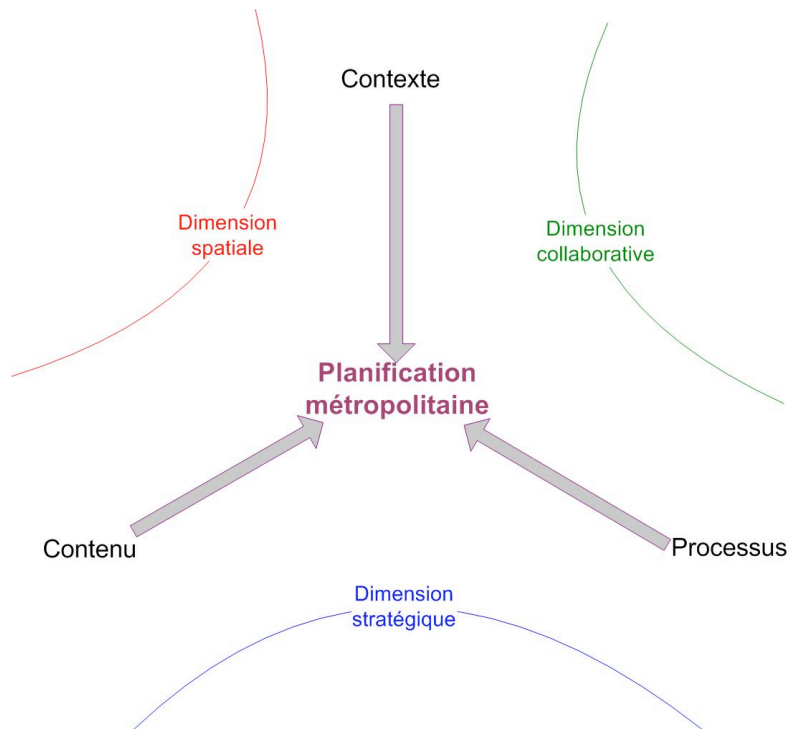 Contexte
Dimension
spatiale
Dimension
collaborative
Planification
métropolitaine
Contenu
Processus
Dimension
stratégique